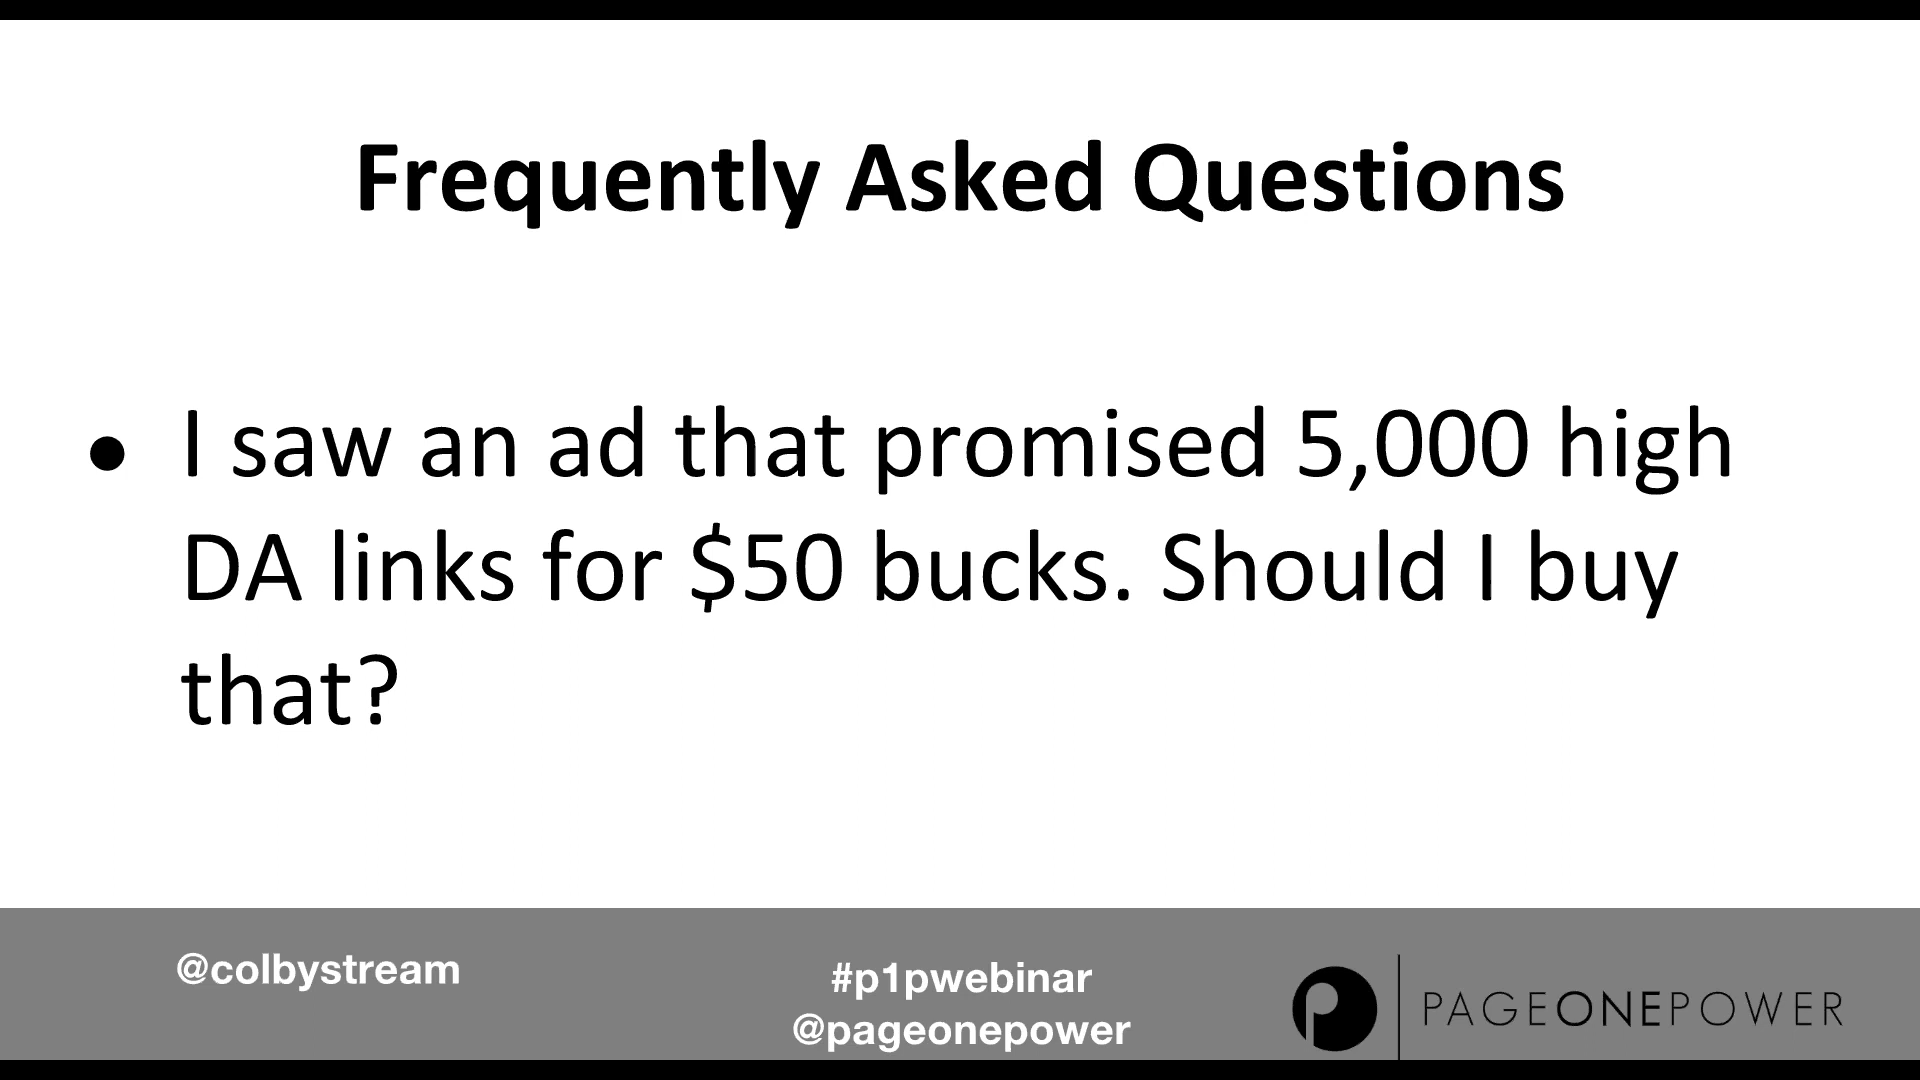 Frequently Asked Questions
● I saw an ad that promised 5,000 high
DA links for $50 bucks. Should I buy
that?
@colbystream
#p1pwebinar
@pageonepower
PAGEONEPOWER